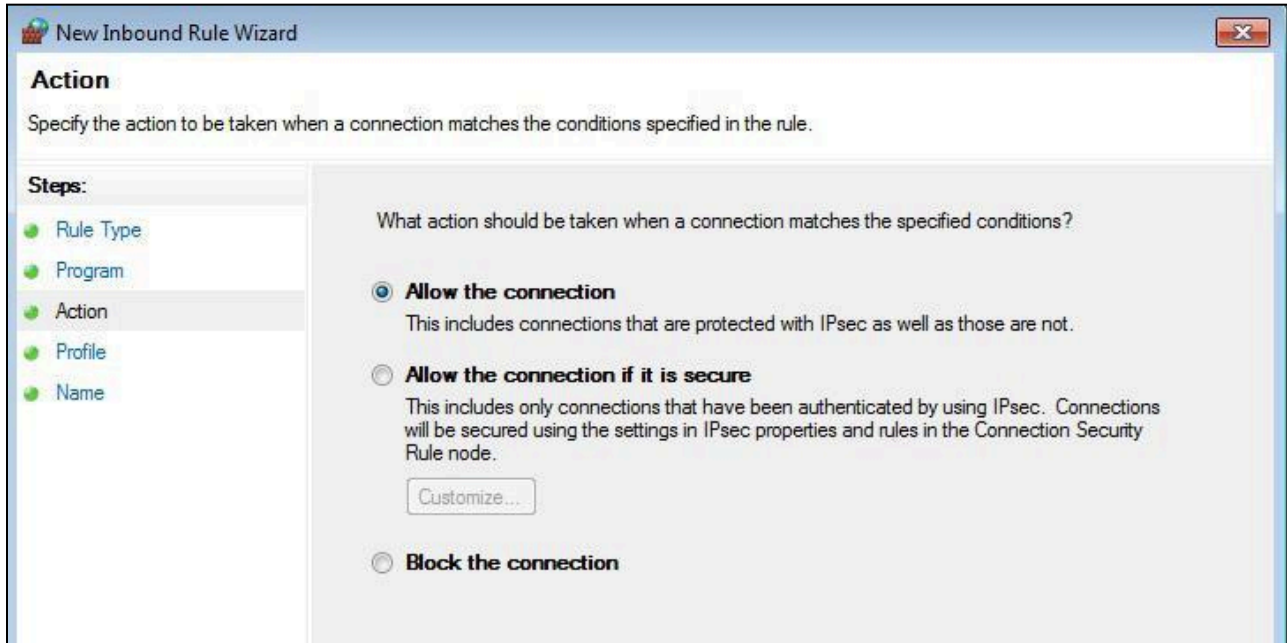 New Inbound Rule Wizard
Action
Specify the action to be taken when a connection matches the conditions specified in the rule.
Steps:
Rule Type
Program
Action
Profile
Name
What action should be taken when a connection matches the specified conditions?
Allow the connection
This includes connections that are protected with IPsec as well as those are not.
Allow the connection if it is secure
This includes only connections that have been authenticated by using IPsec. Connections
will be secured using the settings in IPsec properties and rules in the Connection Security
Rule node.
Customize...
Block the connection